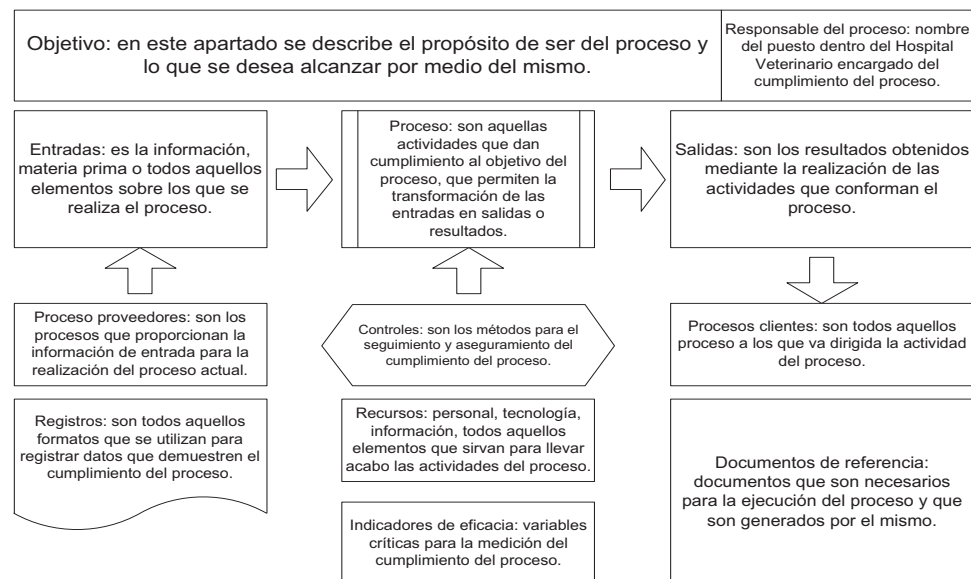 Objetivo: en este apartado se describe el propósito de ser del proceso y
lo que se desea alcanzar por medio del mismo.
Responsable del proceso: nombre
del puesto dentro del Hospital
Veterinario encargado del
cumplimiento del proceso.
Entradas: es la información,
materia prima o todos aquellos
elementos sobre los que se
realiza el proceso.
Proceso: son aquellas
actividades que dan
cumplimiento al objetivo del
proceso, que permiten la
transformación de las
entradas en salidas o
resultados.
Salidas: son los resultados obtenidos
mediante la realización de las
actividades que conforman el
proceso.
Proceso proveedores: son los
procesos que proporcionan la
información de entrada para la
realización del proceso actual.
Controles: son los métodos para el
seguimiento y aseguramiento del
cumplimiento del proceso.
Procesos clientes: son todos aquellos
proceso a los que va dirigida la actividad
del proceso.
Registros: son todos aquellos
formatos que se utilizan para
registrar datos que demuestren el
cumplimiento del proceso.
Recursos: personal, tecnología,
información, todos aquellos
elementos que sirvan para llevar
acabo las actividades del proceso.
Documentos de referencia:
documentos que son necesarios
para la ejecución del proceso y que
son generados por el mismo.
Indicadores de eficacia: variables
críticas para la medición del
cumplimiento del proceso.